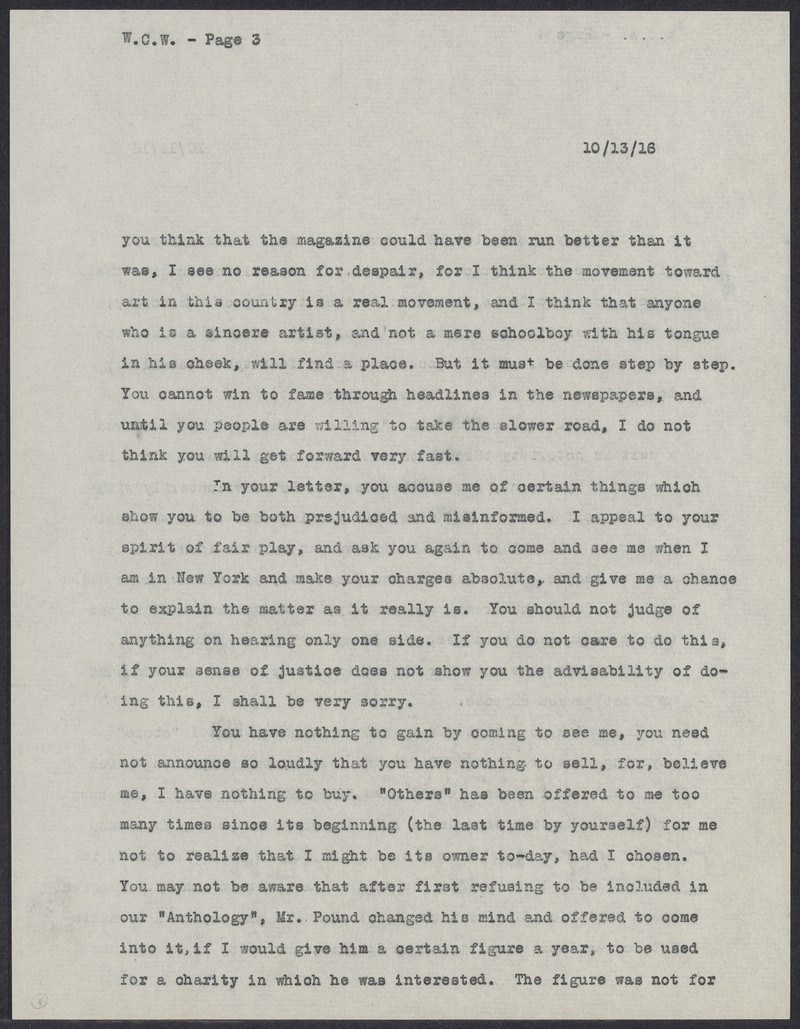 W.C.W. - Page 3
10/13/16
you think that the magazine could have been run better than it
was, I see no reason for despair, for I think the movement toward
art in this country is a real movement, and I think that anyone
who is a sincere artist, and not a mere schoolboy with his tongue
in his cheek, will find a place. But it must be done step by step.
You cannot win to fame through headlines in the newspapers, and
until you people are willing to take the slower road, I do not
think you will get forward very fast.
In your letter, you accuse me of certain things which
show you to be both prejudiced and misinformed. I appeal to your
spirit of fair play, and ask you again to come and see me when I
am in New York and make your charges absolute, and give me a chance
to explain the matter as it really is. You should not judge of
anything on hearing only one side. If you do not care to do this,
if your sense of justice does not show you the advisability of do-
ing this, I shall be very sorry.
You have nothing to gain by coming to see me, you need
not announce so loudly that you have nothing to sell, for, believe
me, I have nothing to buy. "Others" has been offered to me too
many times since its beginning (the last time by yourself) for me
not to realize that I might be its owner to-day, had I chosen.
You may not be aware that after first refusing to be included in
our "Anthology", Mr. Pound changed his mind and offered to come
into it,if I would give him a certain figure a year, to be used
for a charity in which he was interested. The figure was not for